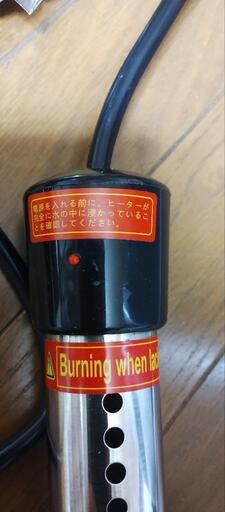 電源を入れる前に、ヒーターが
完全に水の中に浸かっているこ
とを確認してください。
Burning when lac